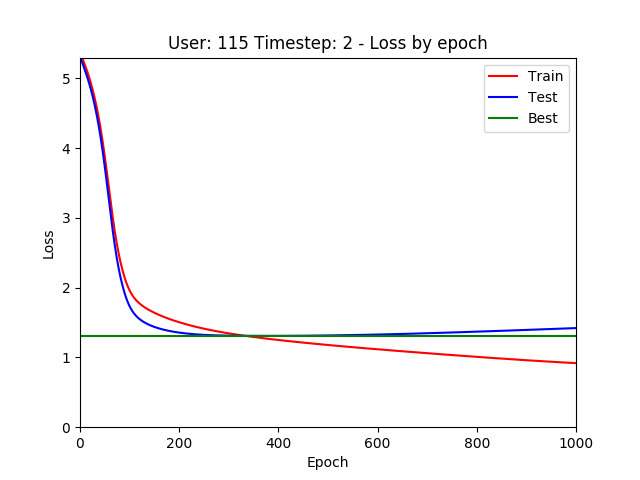 User: 115 Timestep: 2 - Loss by epoch
Train
Test
Best
Loss
5
4
3
2
1
0
0 200 400 600 800 1000
Epoch